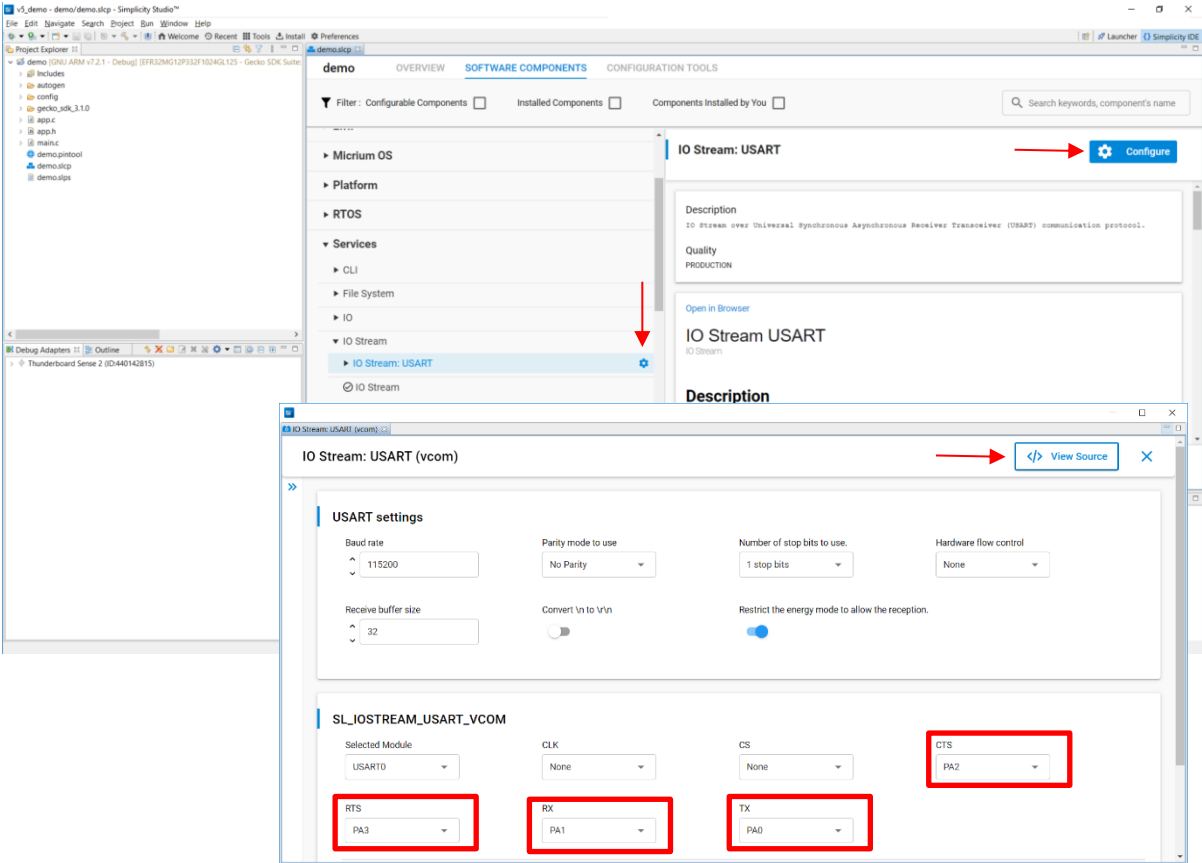 v5_demo - demo/demo.slcp - Simplicity Studio™
File Edit Navigate Search Project Run Window Help
Welcome Recent Tools Install Preferences
Launcher Simplicity IDE
Project Explorer
demo [GNU ARM v7.2.1 - Debug] [EFR32MG12P332F1024GL125 - Gecko SDK Suite:
Includes
autogen
config
gecko_sdk_3.1.0
app.c
app.h
main.c
demo.pintool
demo.slcp
demo.slps
Debug Adapters Outline
Thunderboard Sense 2 (ID:440142815)
demo.slcp
demo OVERVIEW SOFTWARE COMPONENTS CONFIGURATION TOOLS
Filter : Configurable Components Installed Components Components Installed by You
Search keywords, component's name
Micrium OS
Platform
RTOS
Services
CLI
File System
IO
IO Stream
IO Stream: USART
IO Stream
IO Stream: USART
Configure
Description
IO Stream over Universal Synchronous Asynchronous Receiver Transceiver (USART) communication protocol.
Quality
PRODUCTION
Open in Browser
IO Stream USART
IO Stream
Description
IO Stream: USART (vcom)
IO Stream: USART (vcom)
</> View Source
USART settings
Baud rate Parity mode to use Number of stop bits to use. Hardware flow control
115200 No Parity 1 stop bits None
Receive buffer size Convert \n to \r\n Restrict the energy mode to allow the reception.
32
SL_IOSTREAM_USART_VCOM
Selected Module CLK CS CTS
USART0 None None PA2
RTS RX TX
PA3 PA1 PA0